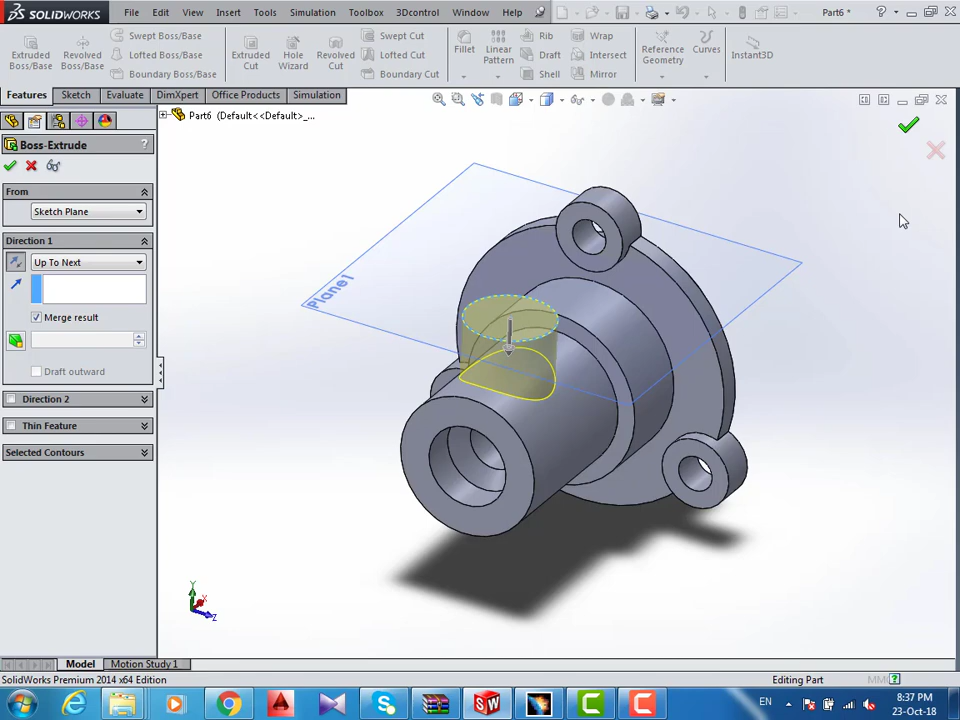 SOLIDWORKS File Edit View Insert Tools Simulation Toolbox 3Dcontrol Window Help Part6 * ?
Extruded Boss/Base
Revolved Boss/Base
Swept Boss/Base
Lofted Boss/Base
Boundary Boss/Base
Extruded Cut
Hole Wizard
Revolved Cut
Swept Cut
Lofted Cut
Boundary Cut
Fillet
Linear Pattern
Rib
Draft
Shell
Wrap
Intersect
Mirror
Reference Geometry
Curves
Instant3D
Features Sketch Evaluate DimXpert Office Products Simulation
Part6 (Default<<Default>_...
Boss-Extrude ?
From
Sketch Plane
Direction 1
Up To Next
Merge result
Draft outward
Direction 2
Thin Feature
Selected Contours
Plane1
Y
X
Z
Model Motion Study 1
SolidWorks Premium 2014 x64 Edition Editing Part MMGS ?
EN 8:37 PM
23-Oct-18